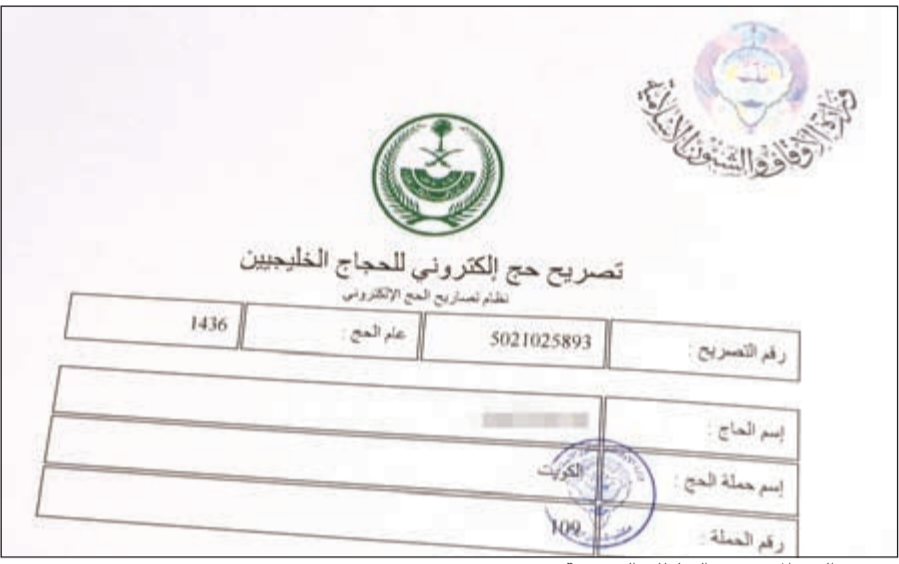 وزارة الأوقاف والشئون الإسلامية
تصريح حج إلكتروني للحجاج الخليجيين
نظام تصاريح الحج الإلكتروني
رقم التصريح : 5021025893 عام الحج : 1436
إسم الحاج :
إسم حملة الحج : الكويت
رقم الحملة : 109